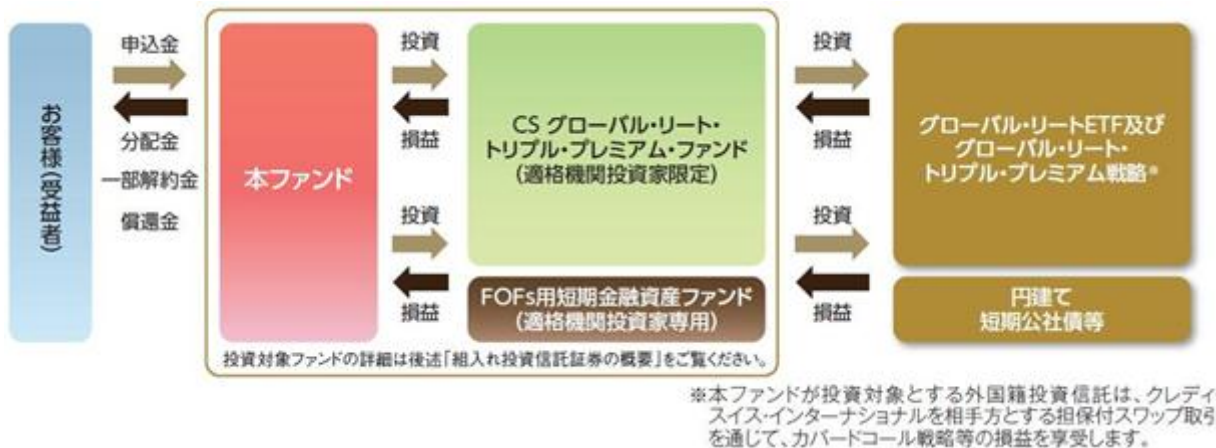 お客様(受益者)
申込金
分配金
一部解約金
償還金
本ファンド
投資
損益
投資
損益
CS グローバル・リート・
トリプル・プレミアム・ファンド
(適格機関投資家限定)
FOFs用短期金融資産ファンド
(適格機関投資家専用)
投資
損益
投資
損益
グローバル・リートETF及び
グローバル・リート・
トリプル・プレミアム戦略※
円建て
短期公社債等
投資対象ファンドの詳細は後述「組入れ投資信託証券の概要」をご覧ください。
※本ファンドが投資対象とする外国籍投資信託は、クレディ
スイス・インターナショナルを相手方とする担保付スワップ取引
を通じて、カバードコール戦略等の損益を享受します。